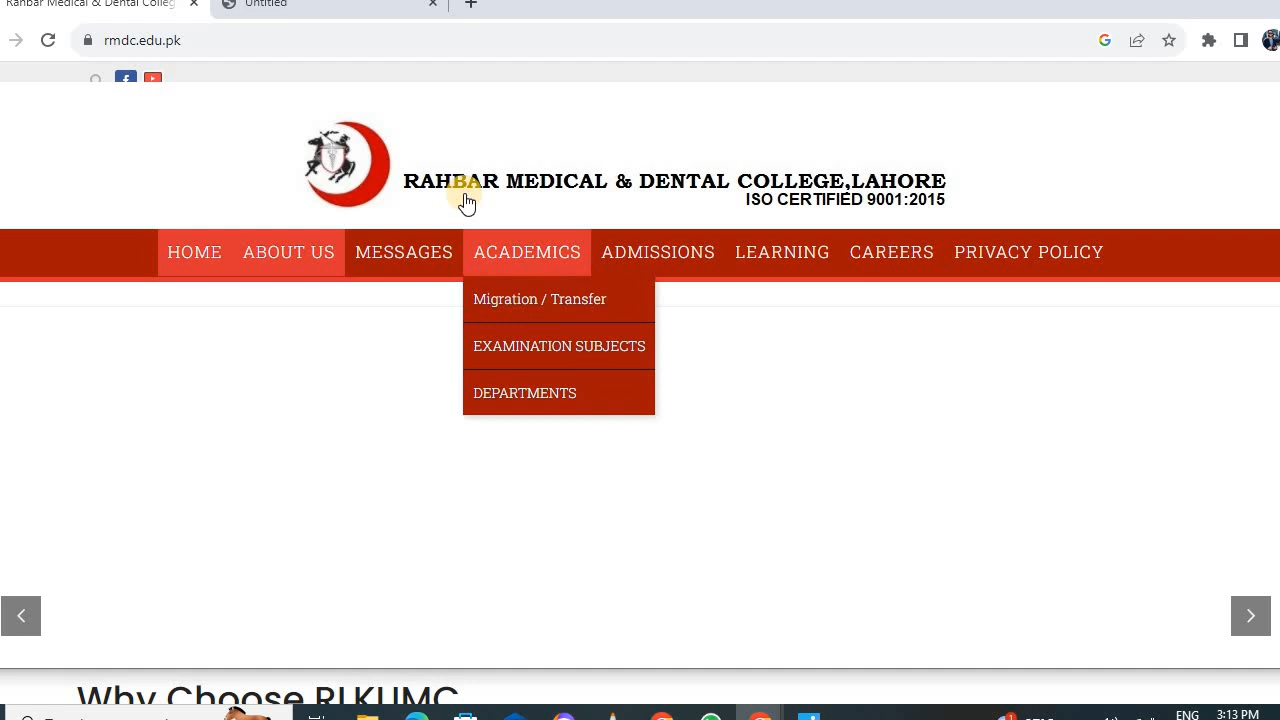 Rahbar Medical & Dental Colleg
Untitled
rmdc.edu.pk
RAHBAR MEDICAL & DENTAL COLLEGE,LAHORE
ISO CERTIFIED 9001:2015
HOME ABOUT US MESSAGES ACADEMICS ADMISSIONS LEARNING CAREERS PRIVACY POLICY
Migration / Transfer
EXAMINATION SUBJECTS
DEPARTMENTS
Why Choose RLKUMC
ENG 3:13 PM